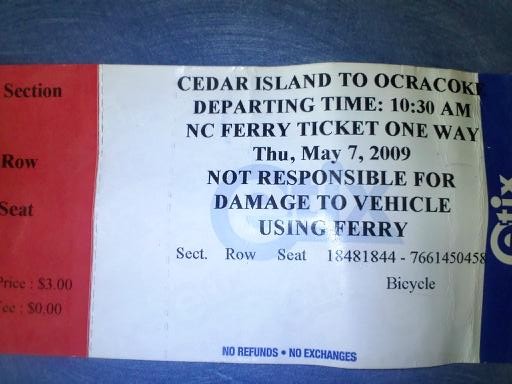 Section
Row
Seat
Price : $3.00
Fee : $0.00
CEDAR ISLAND TO OCRACOKE
DEPARTING TIME: 10:30 AM
NC FERRY TICKET ONE WAY
Thu, May 7, 2009
NOT RESPONSIBLE FOR
DAMAGE TO VEHICLE
USING FERRY
Sect. Row Seat 18481844 - 7661450458
Bicycle
NO REFUNDS • NO EXCHANGES
etix